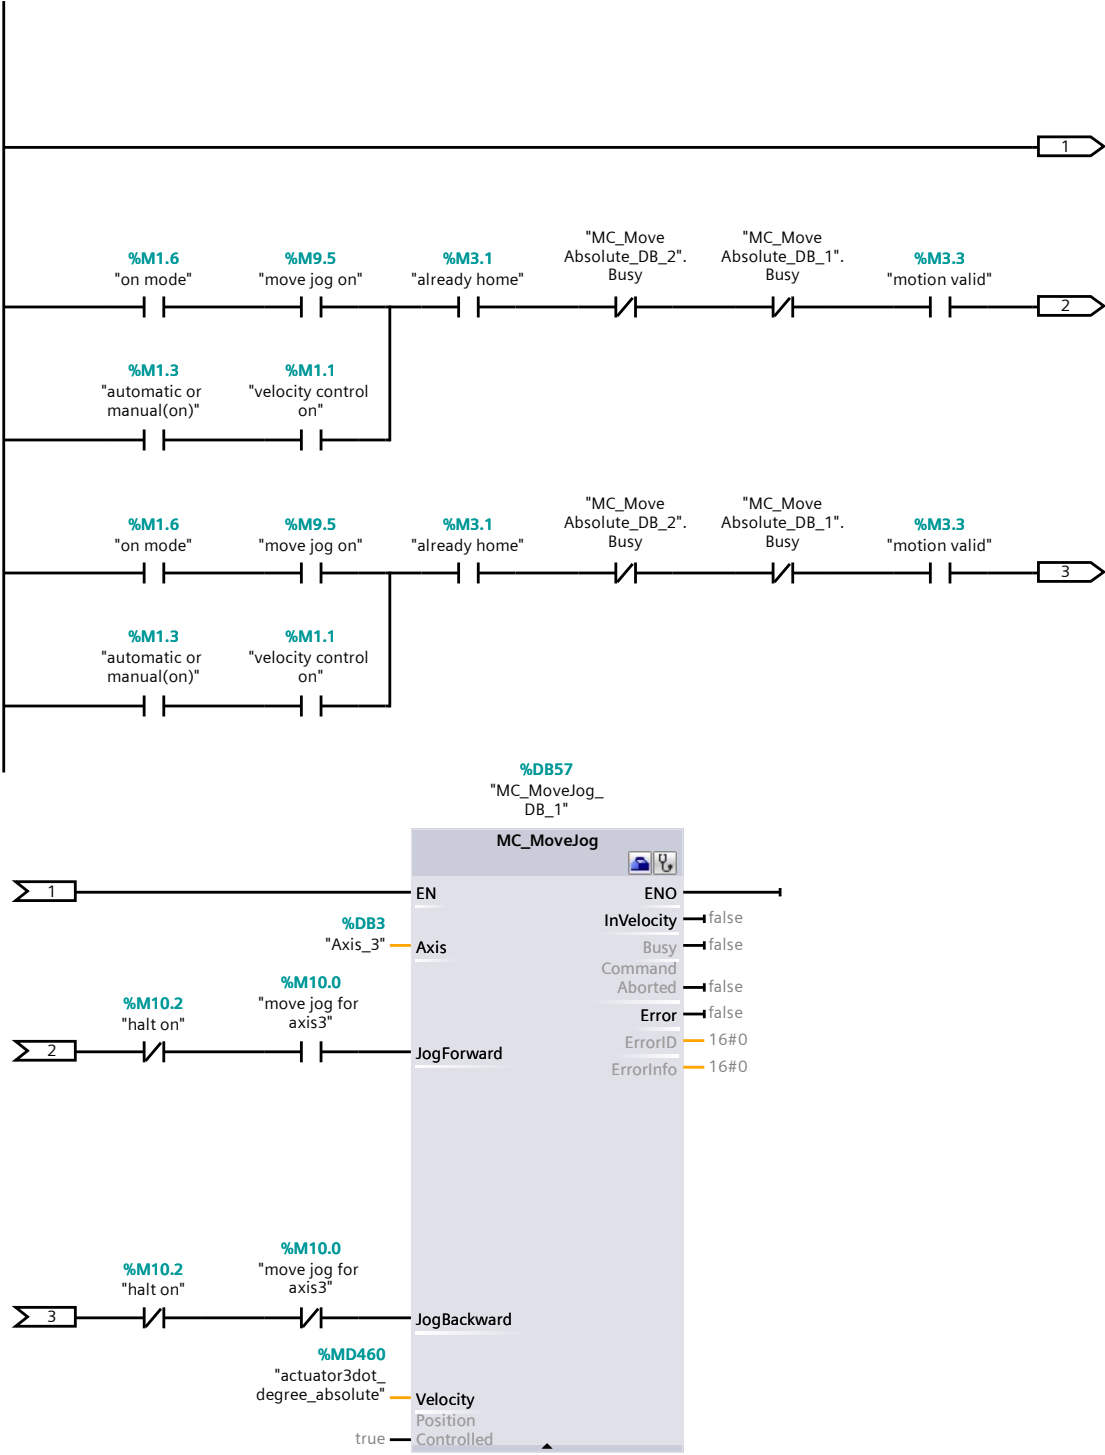 1
"MC_Move
Absolute_DB_2".
Busy
"MC_Move
Absolute_DB_1".
Busy
%M1.6
"on mode"
%M9.5
"move jog on"
%M3.1
"already home"
%M3.3
"motion valid"
2
%M1.3
"automatic or
manual(on)"
%M1.1
"velocity control
on"
"MC_Move
Absolute_DB_2".
Busy
"MC_Move
Absolute_DB_1".
Busy
%M1.6
"on mode"
%M9.5
"move jog on"
%M3.1
"already home"
%M3.3
"motion valid"
3
%M1.3
"automatic or
manual(on)"
%M1.1
"velocity control
on"
%DB57
"MC_MoveJog_
DB_1"
MC_MoveJog
1
EN
ENO
%DB3
"Axis_3"
Axis
InVelocity
false
Busy
false
Command
Aborted
false
Error
false
ErrorID
16#0
ErrorInfo
16#0
%M10.2
"halt on"
%M10.0
"move jog for
axis3"
2
JogForward
%M10.2
"halt on"
%M10.0
"move jog for
axis3"
3
JogBackward
%MD460
"actuator3dot_
degree_absolute"
Velocity
Position
Controlled
true